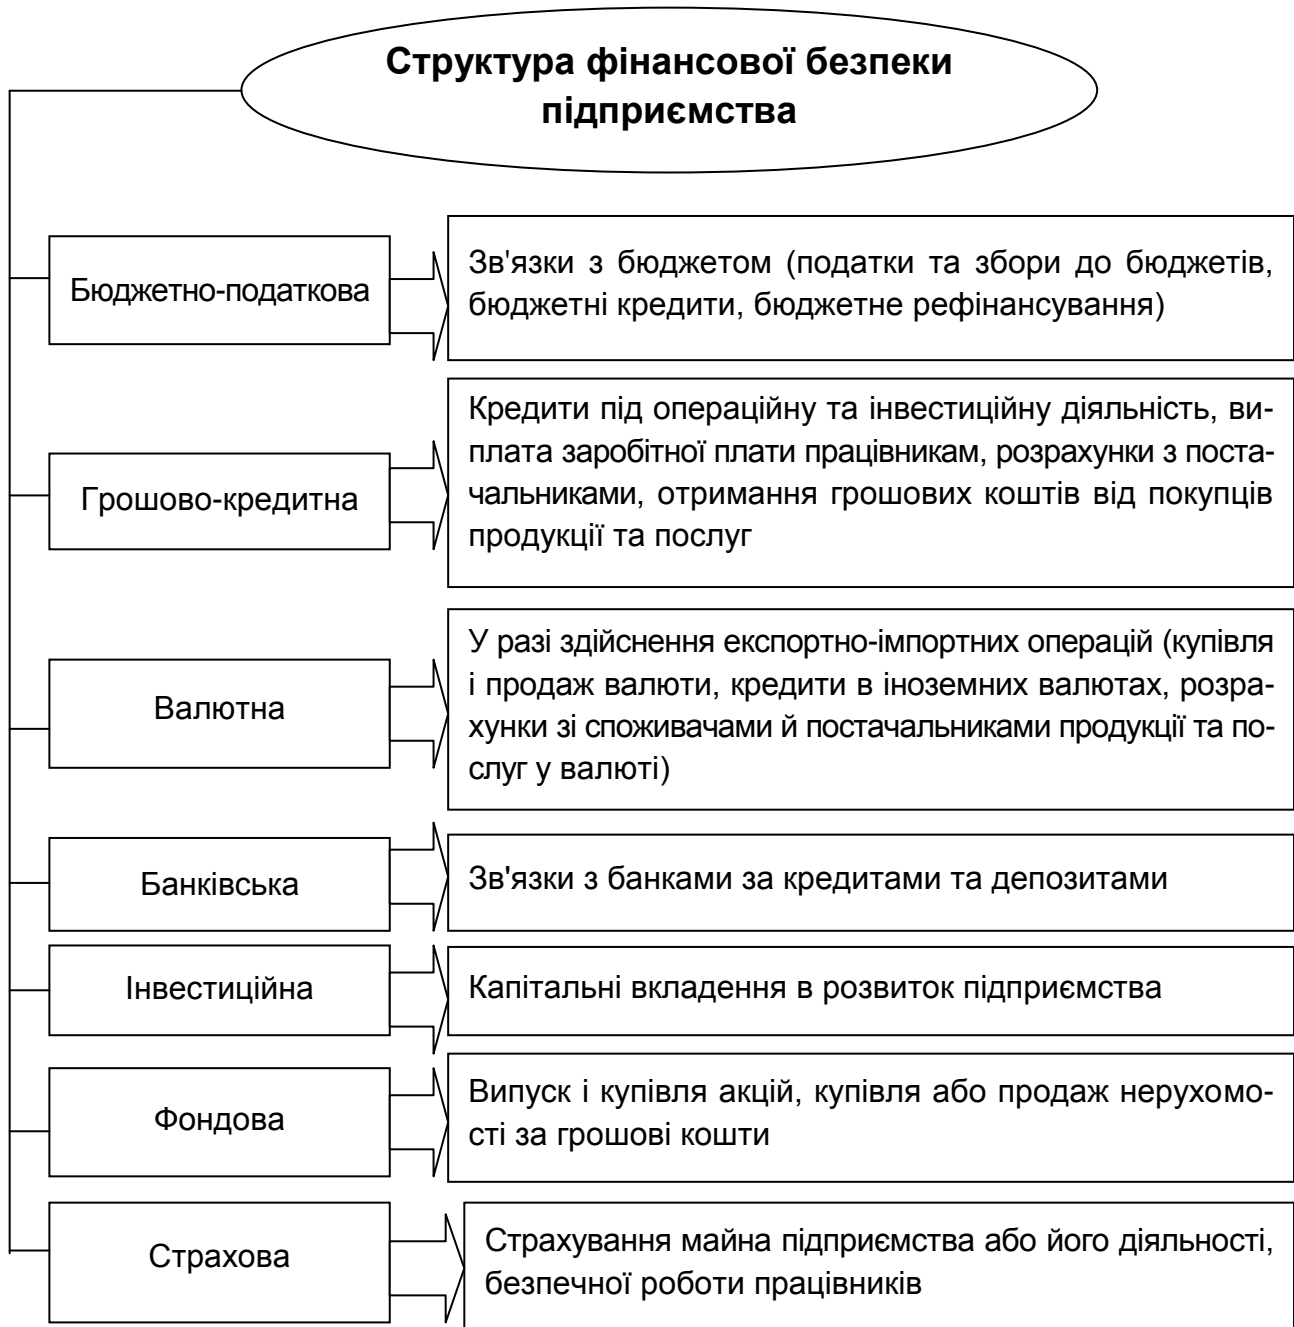 Структура фінансової безпеки
підприємства
Бюджетно-податкова
Зв'язки з бюджетом (податки та збори до бюджетів,
бюджетні кредити, бюджетне рефінансування)
Грошово-кредитна
Кредити під операційну та інвестиційну діяльність, ви-
плата заробітної плати працівникам, розрахунки з поста-
чальниками, отримання грошових коштів від покупців
продукції та послуг
Валютна
У разі здійснення експортно-імпортних операцій (купівля
і продаж валюти, кредити в іноземних валютах, розра-
хунки зі споживачами й постачальниками продукції та по-
слуг у валюті)
Банківська
Зв'язки з банками за кредитами та депозитами
Інвестиційна
Капітальні вкладення в розвиток підприємства
Фондова
Випуск і купівля акцій, купівля або продаж нерухомо-
сті за грошові кошти
Страхова
Страхування майна підприємства або його діяльності,
безпечної роботи працівників